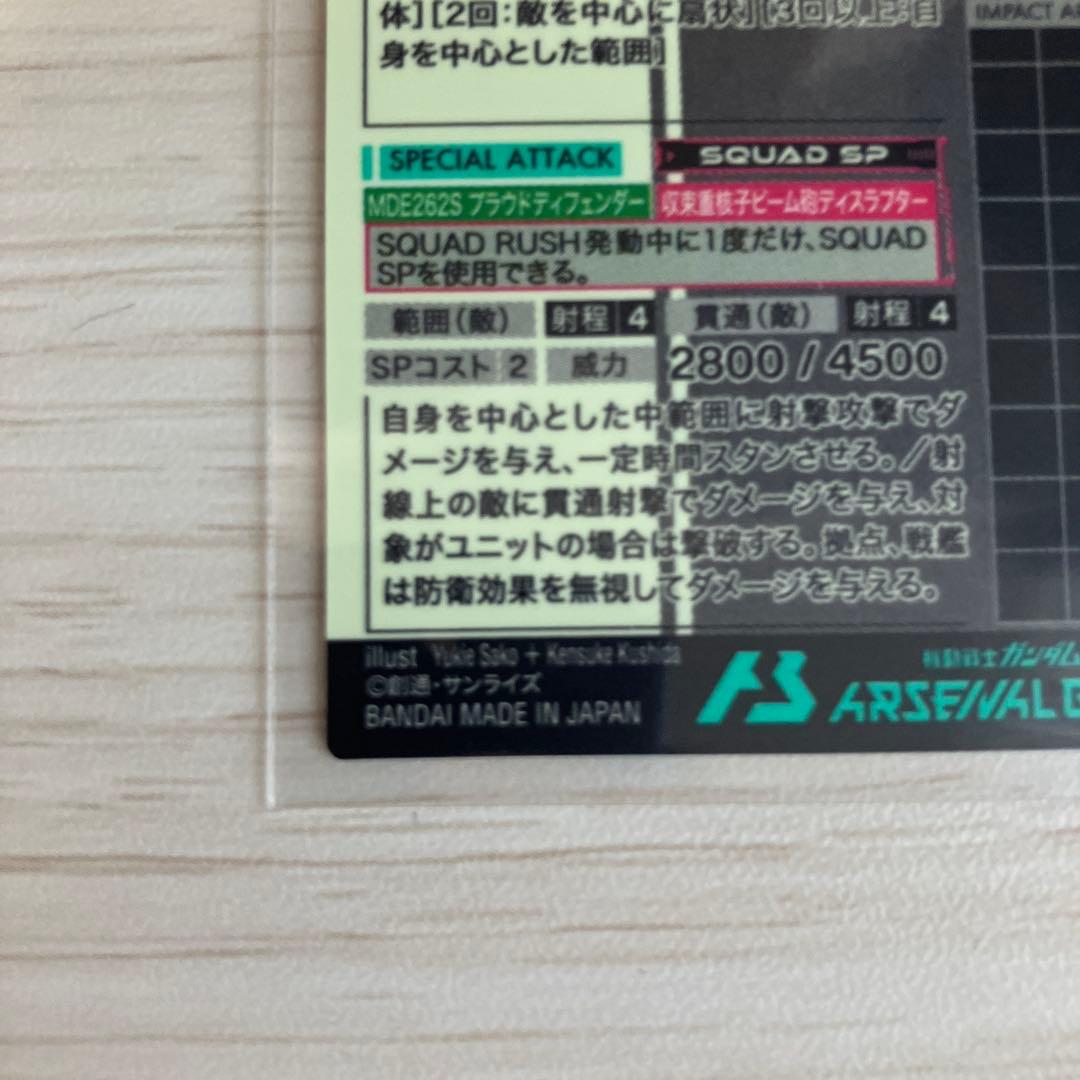 体][2回:敵を中心に扇状][3回以上:自
身を中心とした範囲]
IMPACT
SPECIAL ATTACK
SQUAD SP
MDE262S プラウドディフェンダー
収束重核子ビーム砲ディスラプター
SQUAD RUSH発動中に1度だけ、SQUAD
SPを使用できる。
範囲(敵) 射程 4 貫通(敵) 射程 4
SPコスト 2 威力 2800 / 4500
自身を中心とした中範囲に射撃攻撃でダ
メージを与え、一定時間スタンさせる。/射
線上の敵に貫通射撃でダメージを与え、対
象がユニットの場合は撃破する。拠点、戦艦
は防衛効果を無視してダメージを与える。
illust Yukie Sako + Kensuke Kushida
©創通・サンライズ
BANDAI MADE IN JAPAN
機動戦士ガンダム
ARSENAL